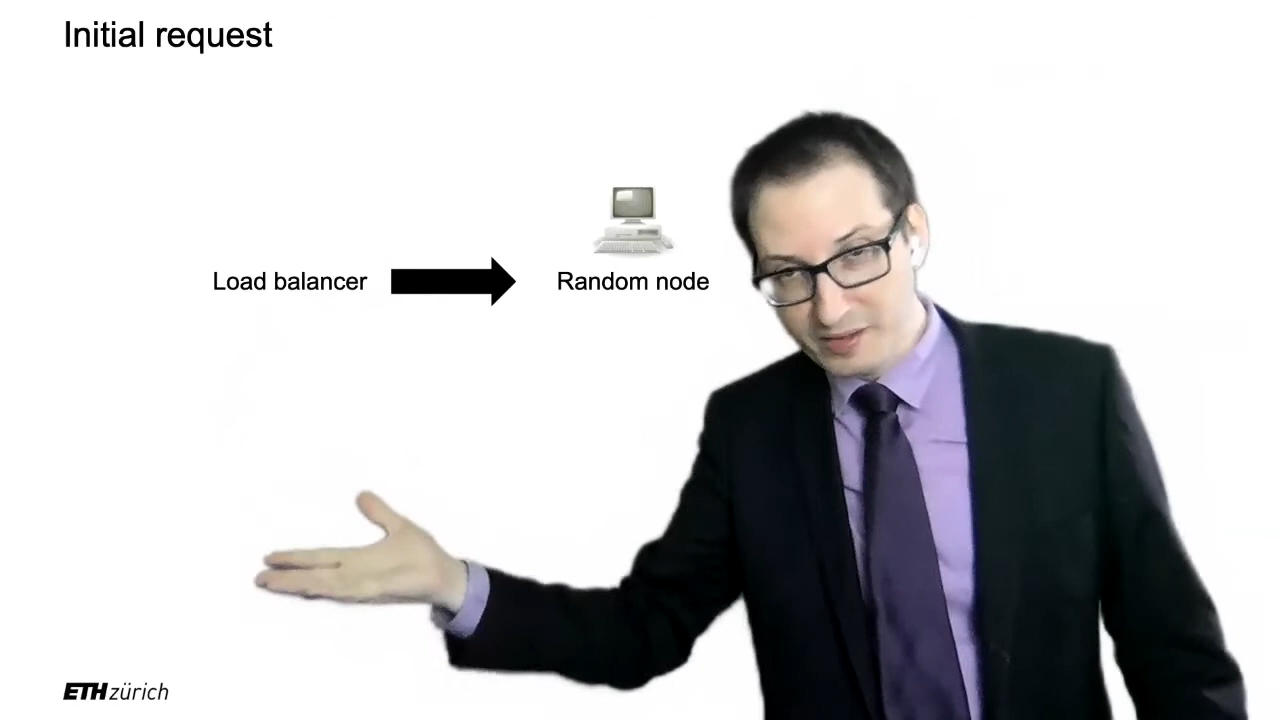 Initial request
Load balancer
Random node
ETH zürich